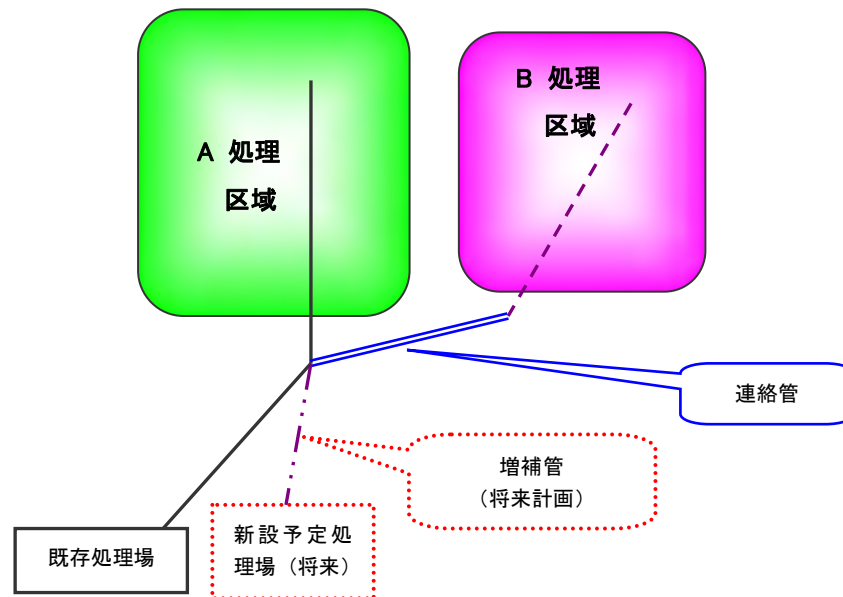 A 処理
区域
B 処理
区域
連絡管
増補管
（将来計画）
既存処理場
新設予定処
理場（将来）